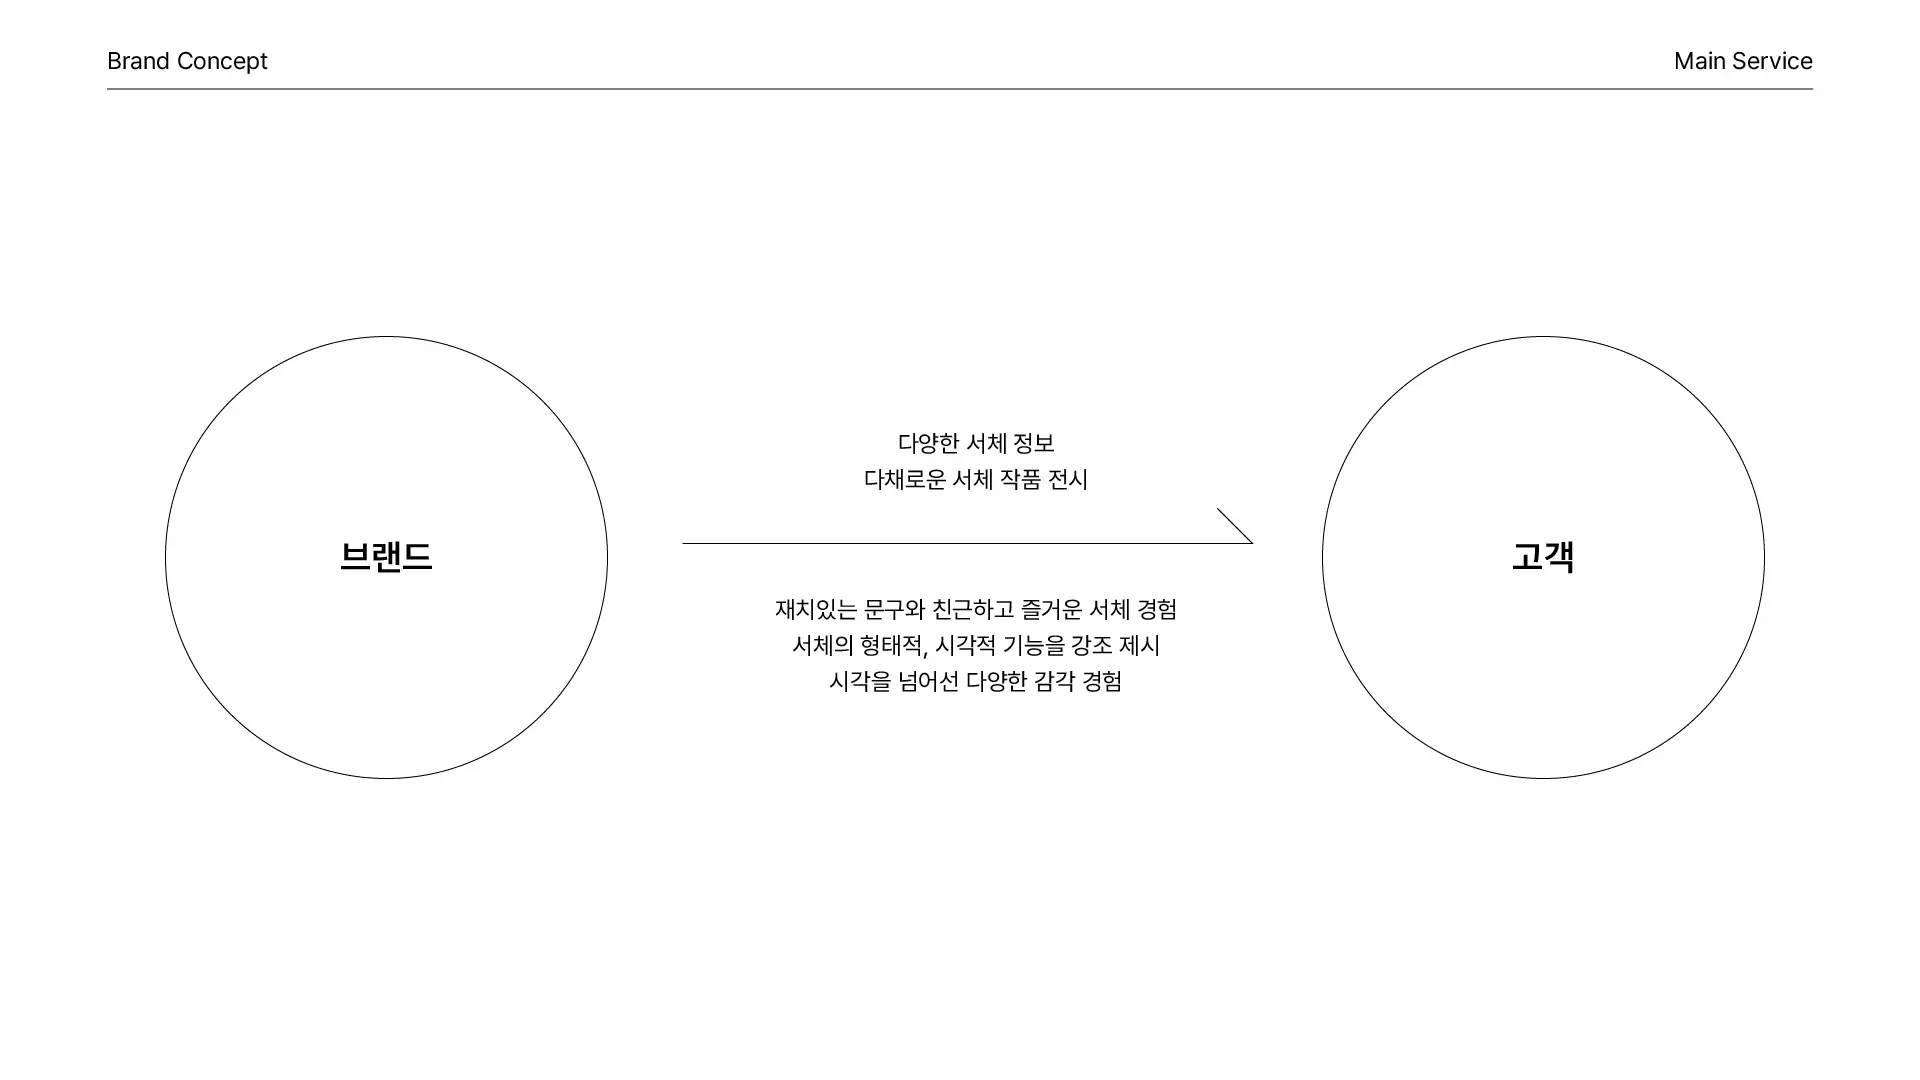 Brand Concept
Main Service
브랜드
다양한 서체 정보
다채로운 서체 작품 전시
재치있는 문구와 친근하고 즐거운 서체 경험
서체의 형태적, 시각적 기능을 강조 제시
시각을 넘어선 다양한 감각 경험
고객